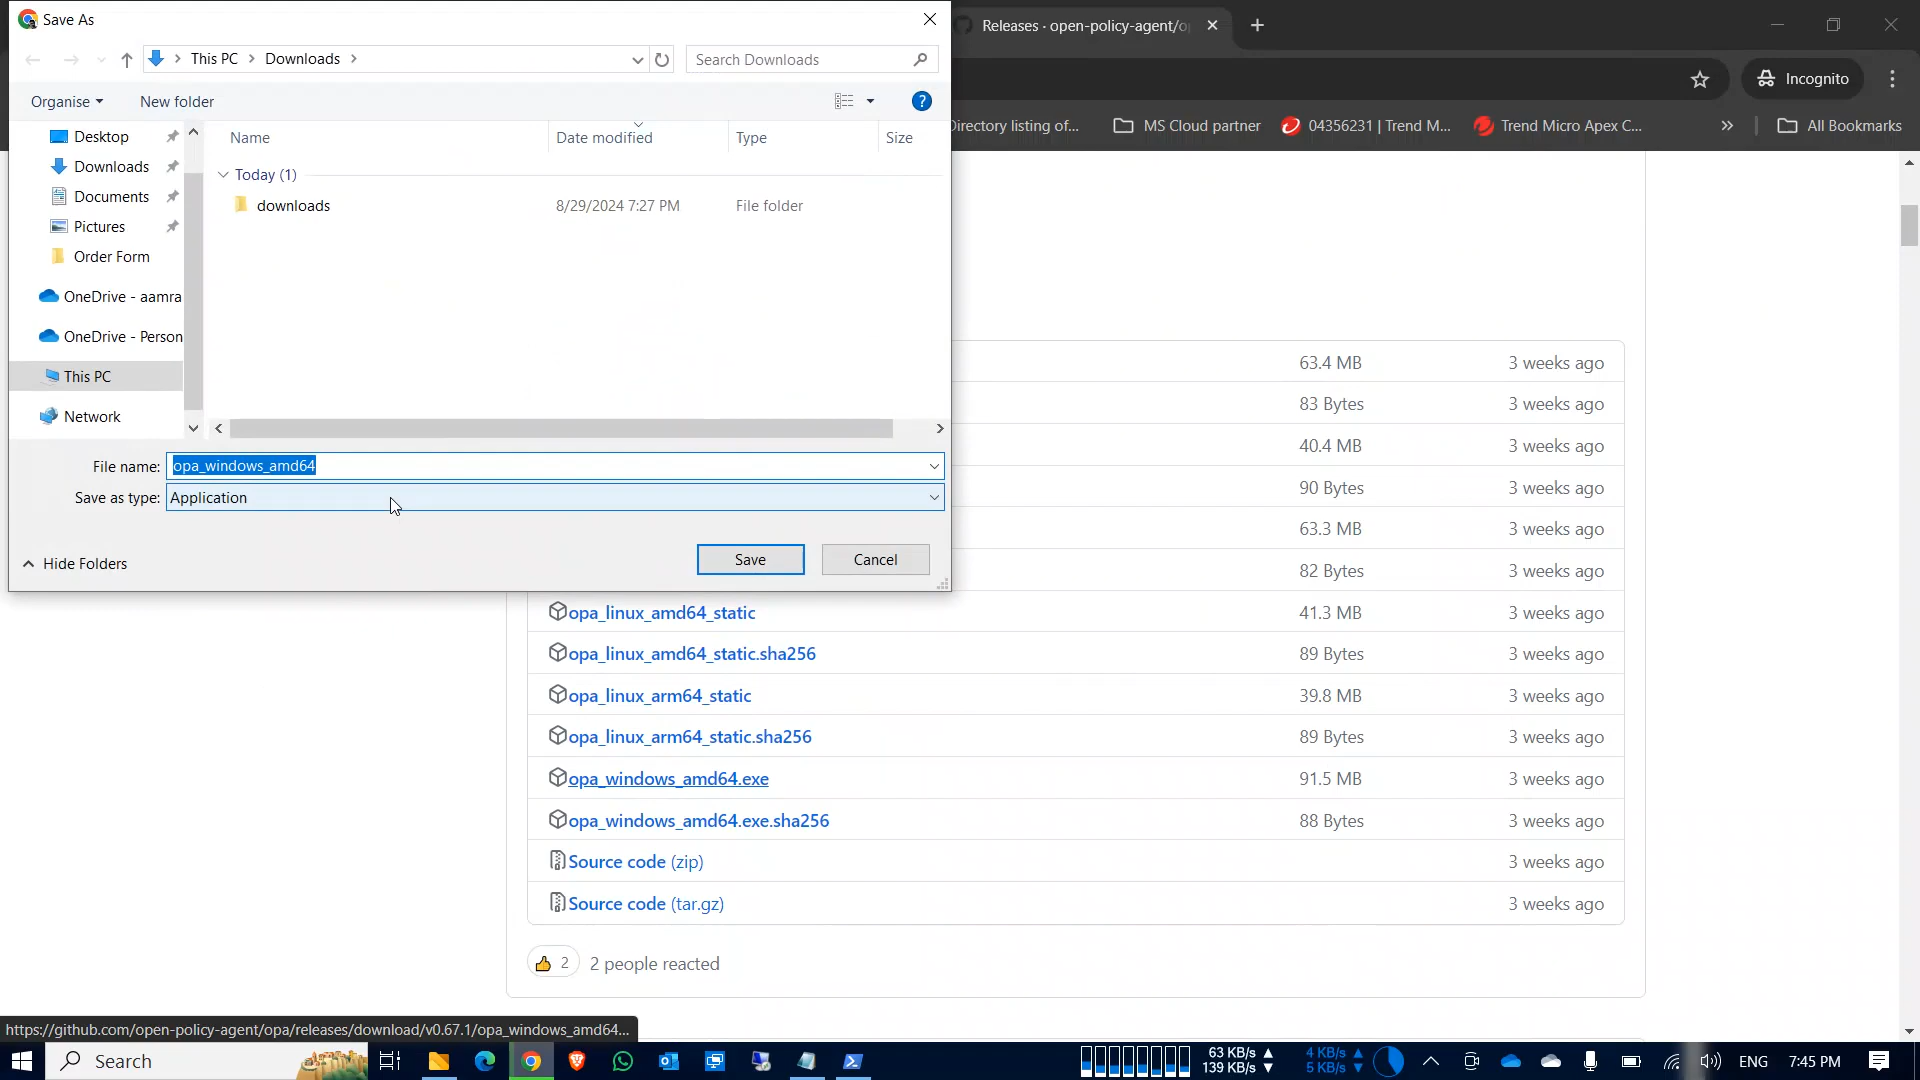 Save As
Releases · open-policy-agent/op
This PC
Downloads
Search Downloads
Incognito
Organise
New folder
Directory listing of...
MS Cloud partner
04356231 | Trend M...
Trend Micro Apex C...
All Bookmarks
Name
Date modified
Type
Size
Desktop
Downloads
Documents
Pictures
Order Form
OneDrive - aamra
OneDrive - Person
This PC
Network
Today (1)
downloads
8/29/2024 7:27 PM
File folder
File name:
opa_windows_amd64
Save as type:
Application
Hide Folders
Save
Cancel
63.4 MB
3 weeks ago
83 Bytes
3 weeks ago
40.4 MB
3 weeks ago
90 Bytes
3 weeks ago
63.3 MB
3 weeks ago
82 Bytes
3 weeks ago
opa_linux_amd64_static
41.3 MB
3 weeks ago
opa_linux_amd64_static.sha256
89 Bytes
3 weeks ago
opa_linux_arm64_static
39.8 MB
3 weeks ago
opa_linux_arm64_static.sha256
89 Bytes
3 weeks ago
opa_windows_amd64.exe
91.5 MB
3 weeks ago
opa_windows_amd64.exe.sha256
88 Bytes
3 weeks ago
Source code (zip)
3 weeks ago
Source code (tar.gz)
3 weeks ago
2
2 people reacted
https://github.com/open-policy-agent/opa/releases/download/v0.67.1/opa_windows_amd64...
Search
63 KB/s
139 KB/s
4 KB/s
5 KB/s
ENG
7:45 PM